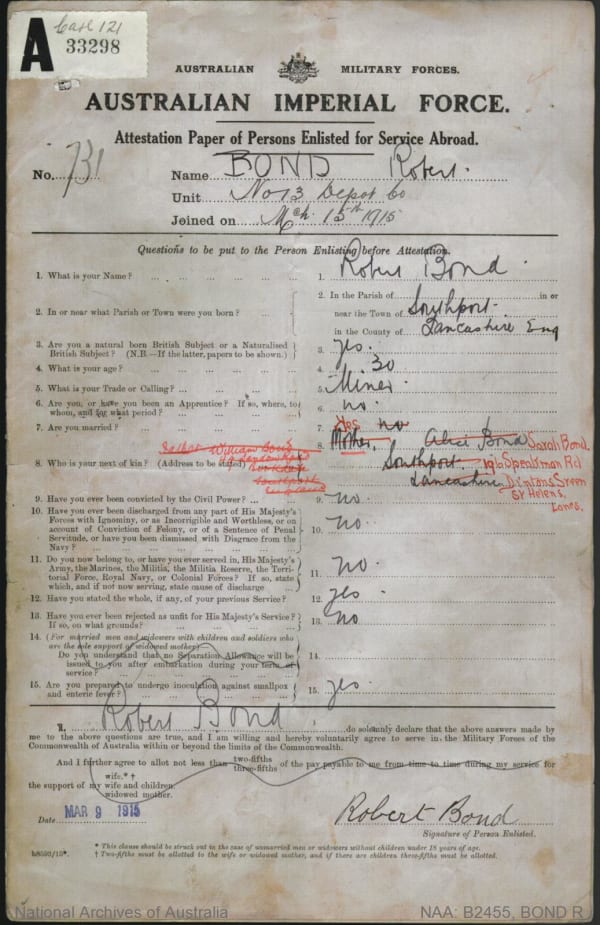 Case 121
A 33298
AUSTRALIAN MILITARY FORCES.
AUSTRALIAN IMPERIAL FORCE.
Attestation Paper of Persons Enlisted for Service Abroad.
No. 731 Name BOND Robert.
Unit No 13 Depot Co
Joined on Mch. 15th 1915
Questions to be put to the Person Enlisting before Attestation.
1. What is your Name? ... 1. Robert Bond.
2. In or near what Parish or Town were you born? ... 2. In the Parish of in or
near the Town of Southport.
in the County of Lancashire Eng
3. Are you a natural born British Subject or a Naturalised
British Subject? (N.B.—If the latter, papers to be shown.) 3. yes.
4. What is your age? ... 4. 30
5. What is your Trade or Calling? ... 5. Miner
6. Are you, or have you been an Apprentice? If so, where, to
whom, and for what period? ... 6. no.
7. Are you married? ... 7. Yes no
8. Who is your next of kin? (Address to be stated) 8. Mother. Alice Bond Sarah Bond
Father William Bond
Southport 196 Speakman Rd
Lancashire Dintons Green
Southport St Helens.
England Lancs.
9. Have you ever been convicted by the Civil Power? ... 9. no.
10. Have you ever been discharged from any part of His Majesty's
Forces with Ignominy, or as Incorrigible and Worthless, or on
account of Conviction of Felony, or of a Sentence of Penal
Servitude, or have you been dismissed with Disgrace from the
Navy? ... 10. no.
11. Do you now belong to, or have you ever served in, His Majesty's
Army, the Marines, the Militia, the Militia Reserve, the Terri-
torial Force, Royal Navy, or Colonial Forces? If so, state
which, and if not now serving, state cause of discharge ... 11. no
12. Have you stated the whole, if any, of your previous Service? 12. yes
13. Have you ever been rejected as unfit for His Majesty's Service?
If so, on what grounds? ... 13. no
14. (For married men and widowers with children and soldiers who
are the sole support of widowed mother—
Do you understand that no Separation Allowance will be
issued to you after embarkation during your term of
service? ... 14.
15. Are you prepared to undergo inoculation against smallpox
and enteric fever? ... 15. yes.
I, Robert Bond do solemnly declare that the above answers made by
me to the above questions are true, and I am willing and hereby voluntarily agree to serve in the Military Forces of the
Commonwealth of Australia within or beyond the limits of the Commonwealth.
And I further agree to allot not less than two-fifths three-fifths of the pay payable to me from time to time during my service for
wife.* †
the support of my wife and children.
widowed mother.
Date MAR 9 1915 Robert Bond
Signature of Person Enlisted.
* This clause should be struck out in the case of unmarried men or widowers without children under 18 years of age.
† Two-fifths must be allotted to the wife or widowed mother, and if there are children three-fifths must be allotted.
National Archives of Australia NAA: B2455, BOND R